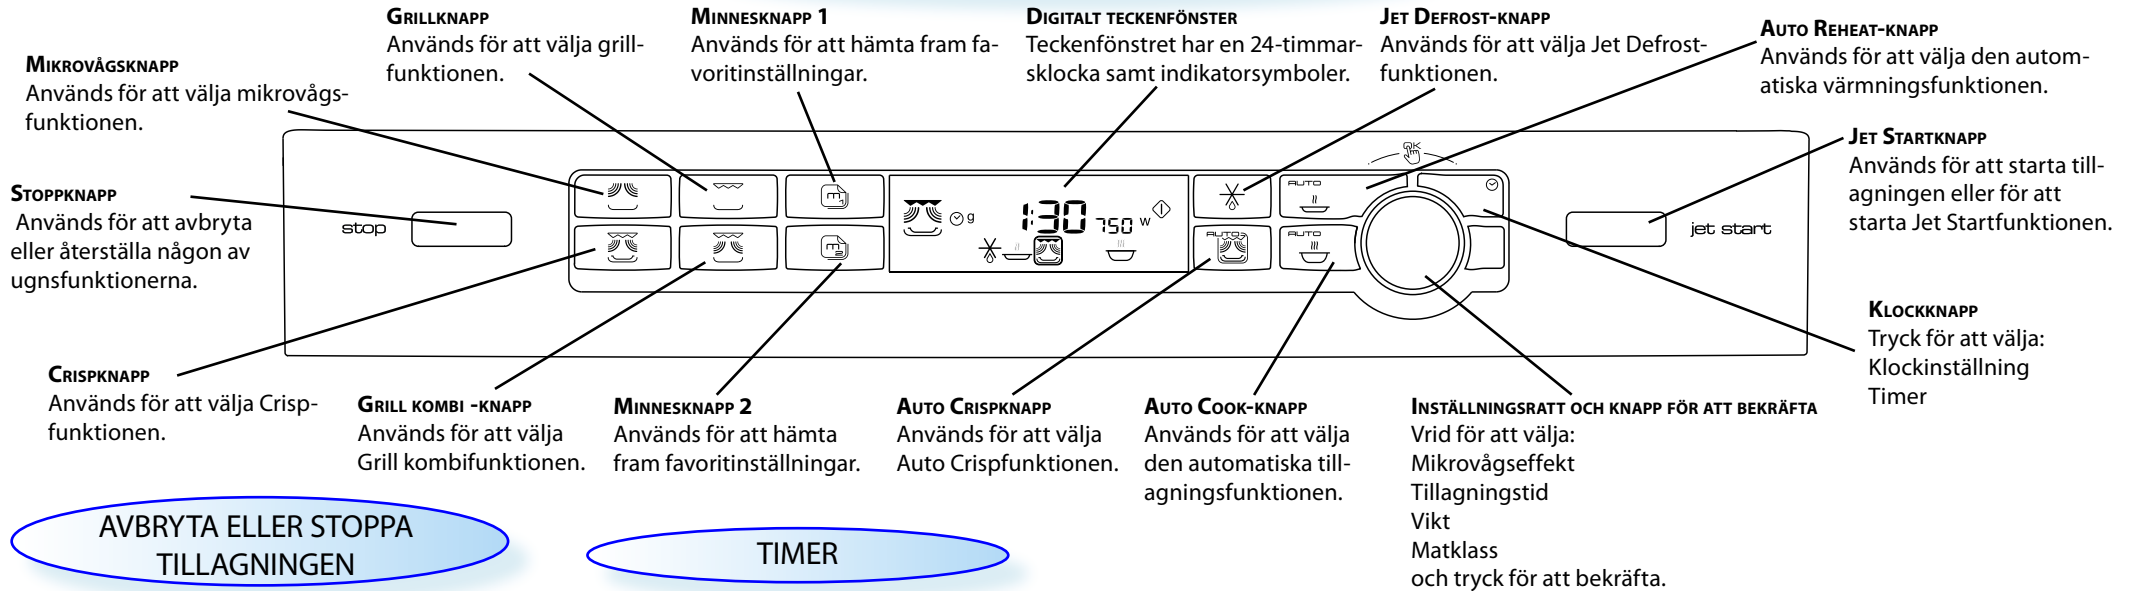 GRILLKNAPP
Används för att välja grill-
funktionen.
MINNESKNAPP 1
Används för att hämta fram fa-
voritinställningar.
DIGITALT TECKENFÖNSTER
Teckenfönstret har en 24-timmar-
sklocka samt indikatorsymboler.
JET DEFROST-KNAPP
Används för att välja Jet Defrost-
funktionen.
AUTO REHEAT-KNAPP
Används för att välja den autom-
atiska värmningsfunktionen.
MIKROVÅGSKNAPP
Används för att välja mikrovågs-
funktionen.
JET STARTKNAPP
Används för att starta till-
agningen eller för att
starta Jet Startfunktionen.
STOPPKNAPP
Används för att avbryta
eller återställa någon av
ugnsfunktionerna.
stop
m1
m2
g
1:30
750 W
AUTO
AUTO
AUTO
OK
jet start
KLOCKKNAPP
Tryck för att välja:
Klockinställning
Timer
CRISPKNAPP
Används för att välja Crisp-
funktionen.
GRILL KOMBI -KNAPP
Används för att välja
Grill kombifunktionen.
MINNESKNAPP 2
Används för att hämta
fram favoritinställningar.
AUTO CRISPKNAPP
Används för att välja
Auto Crispfunktionen.
AUTO COOK-KNAPP
Används för att välja
den automatiska till-
agningsfunktionen.
INSTÄLLNINGSRATT OCH KNAPP FÖR ATT BEKRÄFTA
Vrid för att välja:
Mikrovågseffekt
Tillagningstid
Vikt
Matklass
och tryck för att bekräfta.
AVBRYTA ELLER STOPPA
TILLAGNINGEN
TIMER